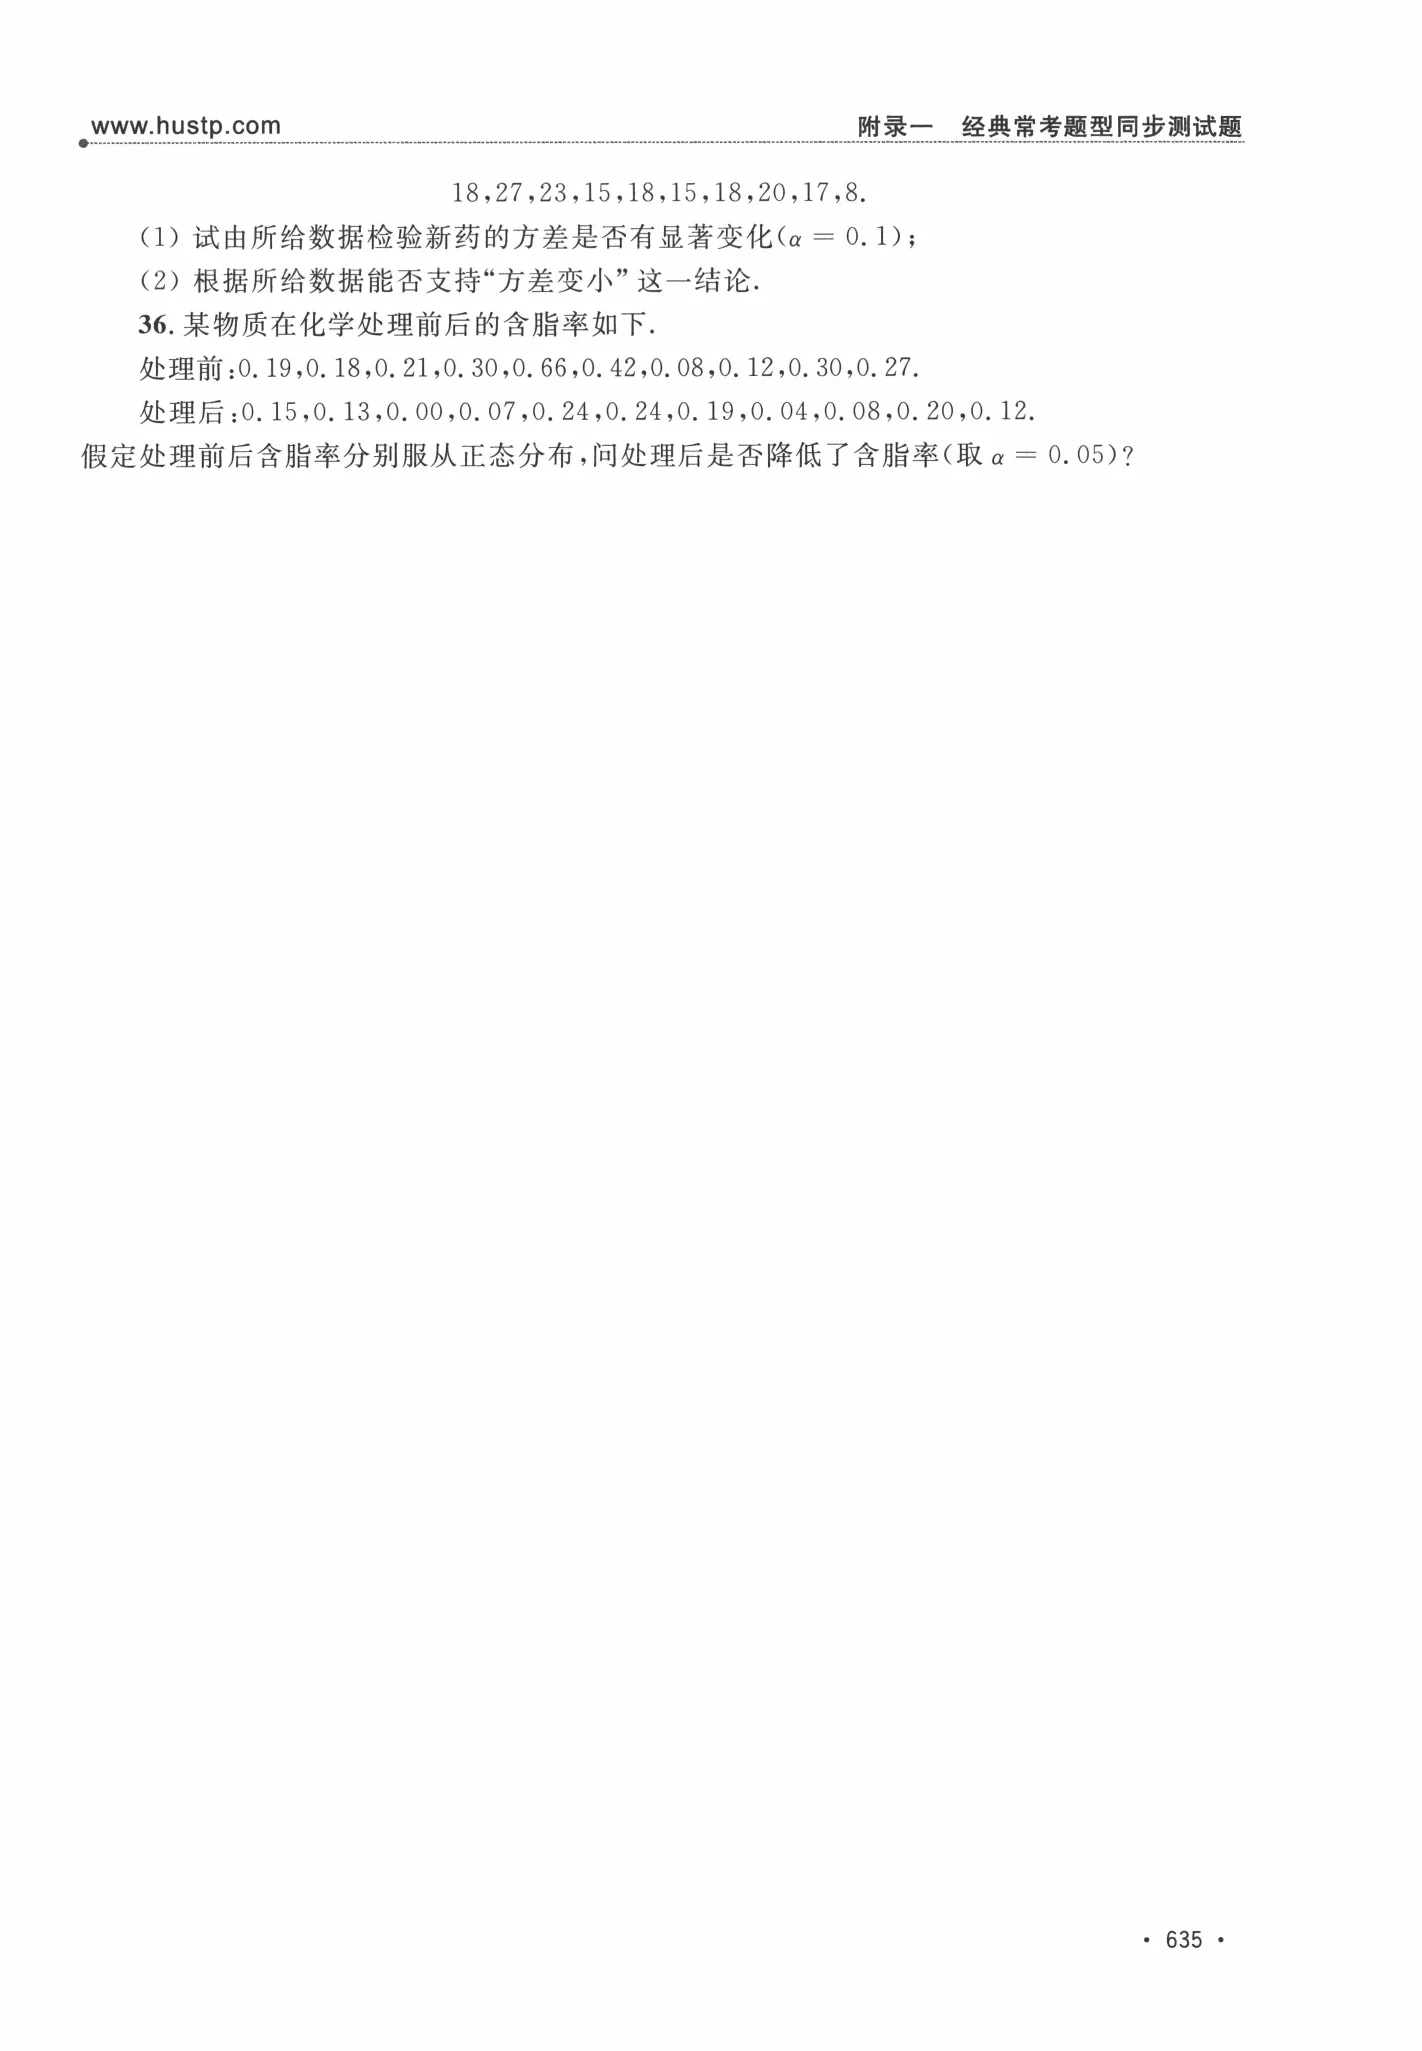 www.hustp.com 附录一 经典常考题型同步测试题
18,27,23,15,18,15,18,20,17,8.
(1) 试由所给数据检验新药的方差是否有显著变化(α = 0.1);
(2) 根据所给数据能否支持“方差变小”这一结论.
36. 某物质在化学处理前后的含脂率如下.
处理前:0.19,0.18,0.21,0.30,0.66,0.42,0.08,0.12,0.30,0.27.
处理后:0.15,0.13,0.00,0.07,0.24,0.24,0.19,0.04,0.08,0.20,0.12.
假定处理前后含脂率分别服从正态分布,问处理后是否降低了含脂率(取 α = 0.05)?
· 635 ·